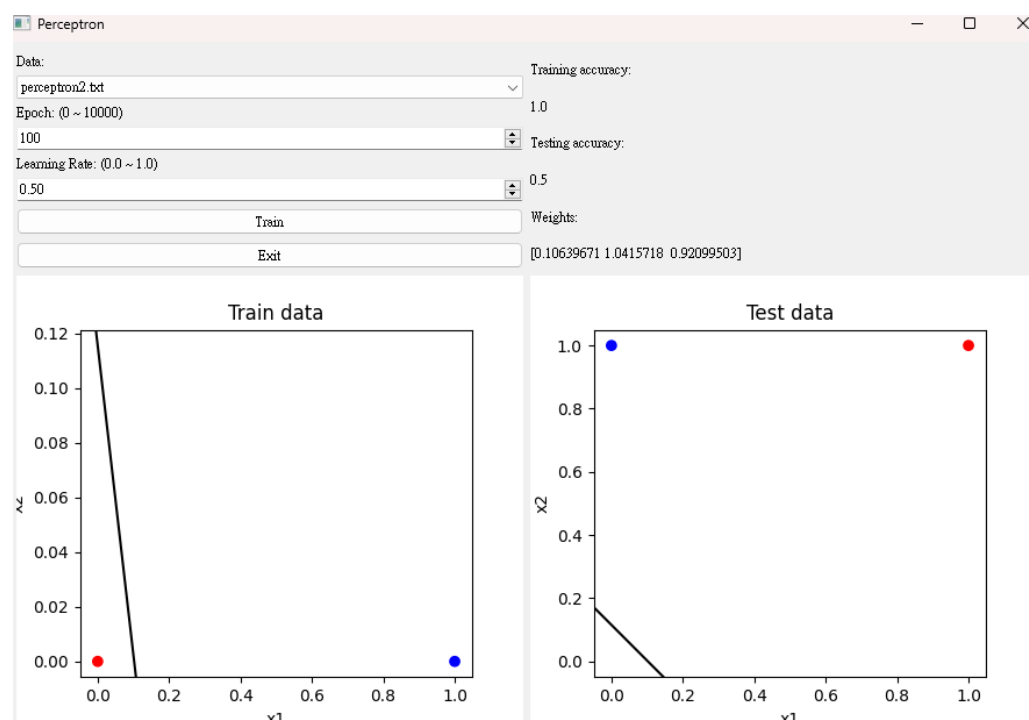 Perceptron
Data:
perceptron2.txt
Epoch: (0 ~ 10000)
100
Learning Rate: (0.0 ~ 1.0)
0.50
Train
Exit
Training accuracy:
1.0
Testing accuracy:
0.5
Weights:
[0.10639671 1.0415718 0.92099503]
Train data
0.12
0.10
0.08
0.06
0.04
0.02
0.00
x2
0.0 0.2 0.4 0.6 0.8 1.0
x1
Test data
1.0
0.8
0.6
0.4
0.2
0.0
x2
0.0 0.2 0.4 0.6 0.8 1.0
x1